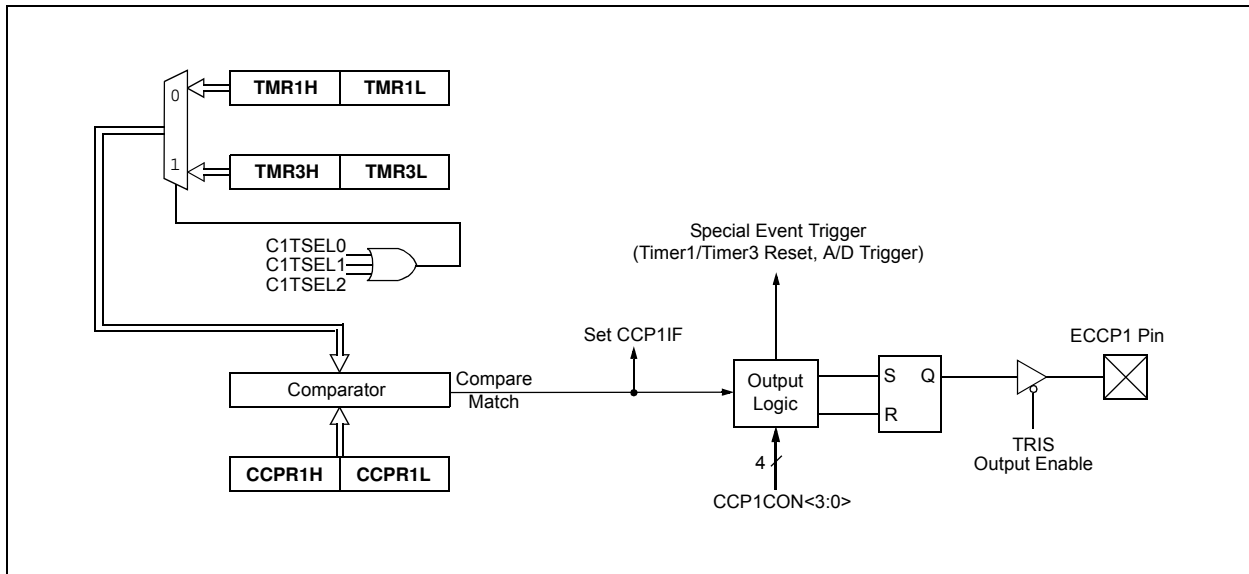 0
TMR1H TMR1L
1
TMR3H TMR3L
C1TSEL0
C1TSEL1
C1TSEL2
Special Event Trigger
(Timer1/Timer3 Reset, A/D Trigger)
Set CCP1IF
ECCP1 Pin
Comparator
Compare
Match
Output
Logic
S Q
R
TRIS
Output Enable
4
CCPR1H CCPR1L
CCP1CON<3:0>